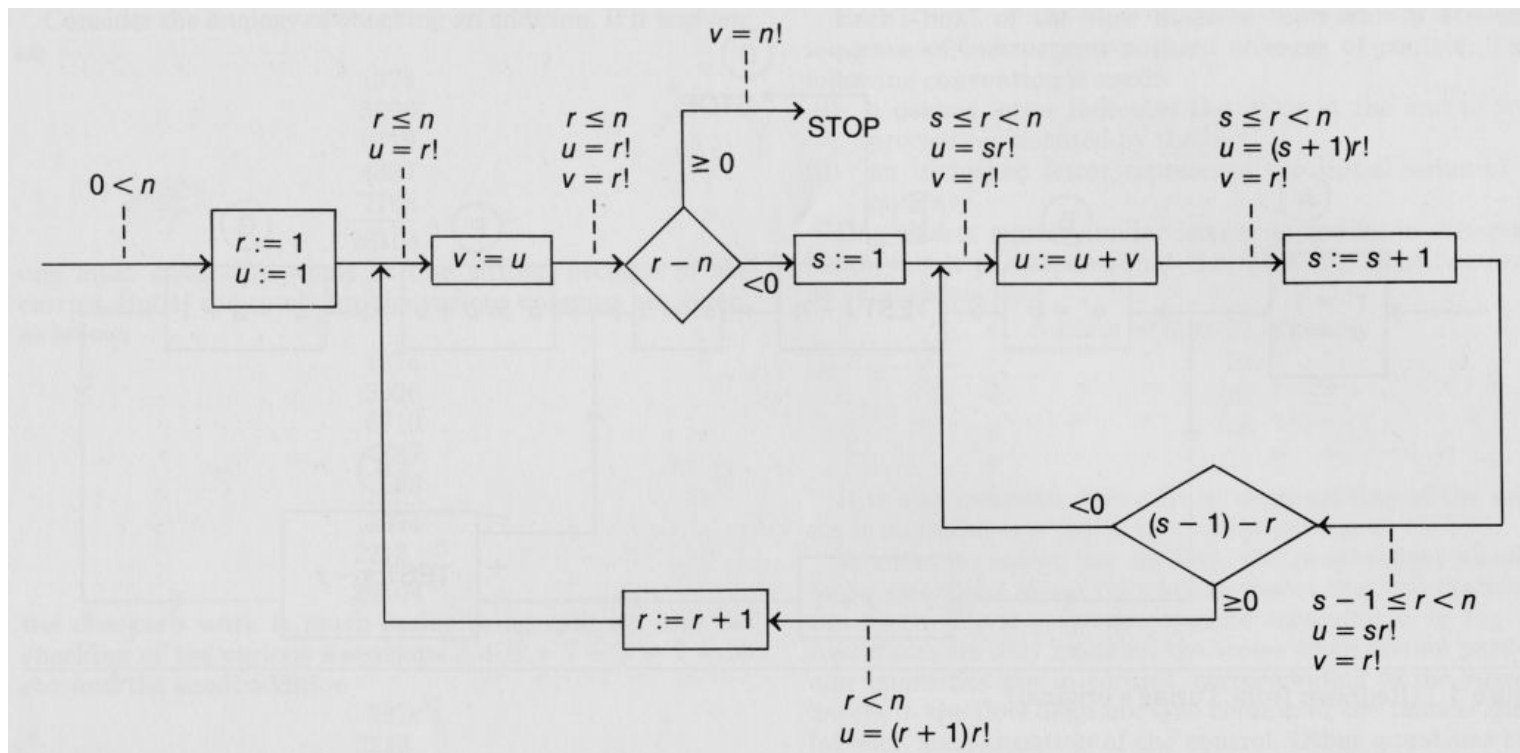 v = n!
STOP
r ≤ n
u = r!
r ≤ n
u = r!
v = r!
≥ 0
s ≤ r < n
u = sr!
v = r!
s ≤ r < n
u = (s + 1)r!
v = r!
0 < n
r := 1
u := 1
v := u
r − n
<0
s := 1
u := u + v
s := s + 1
<0
(s − 1) − r
≥0
s − 1 ≤ r < n
u = sr!
v = r!
r := r + 1
r < n
u = (r + 1)r!